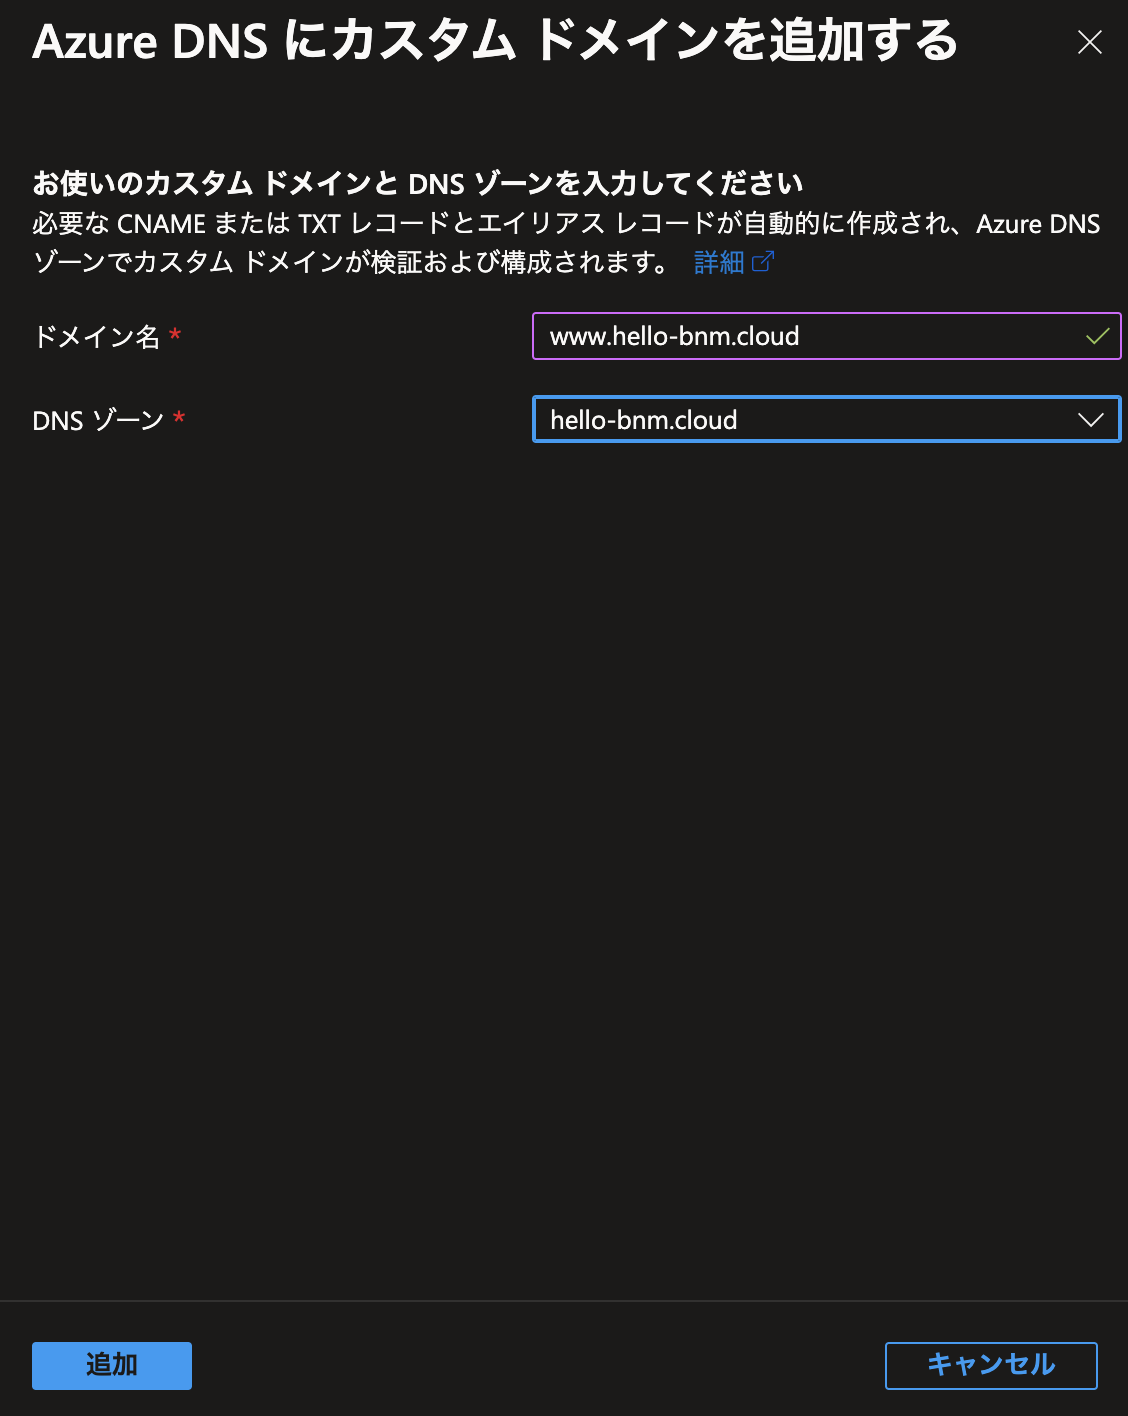 Azure DNS にカスタム ドメインを追加する
お使いのカスタム ドメインと DNS ゾーンを入力してください
必要な CNAME または TXT レコードとエイリアス レコードが自動的に作成され、Azure DNS
ゾーンでカスタム ドメインが検証および構成されます。 詳細
ドメイン名 *
www.hello-bnm.cloud
DNS ゾーン *
hello-bnm.cloud
追加
キャンセル